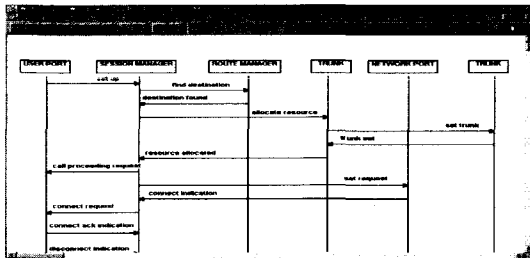 USER PORT SESSION MANAGER ROUTE MANAGER TRUNK NETWORK PORT TRUNK
set up
find destination
destination found
allocate resource
set trunk
trunk set
resource allocated
call proceeding request
set request
connect indication
connect request
connect ack indication
disconnect indication